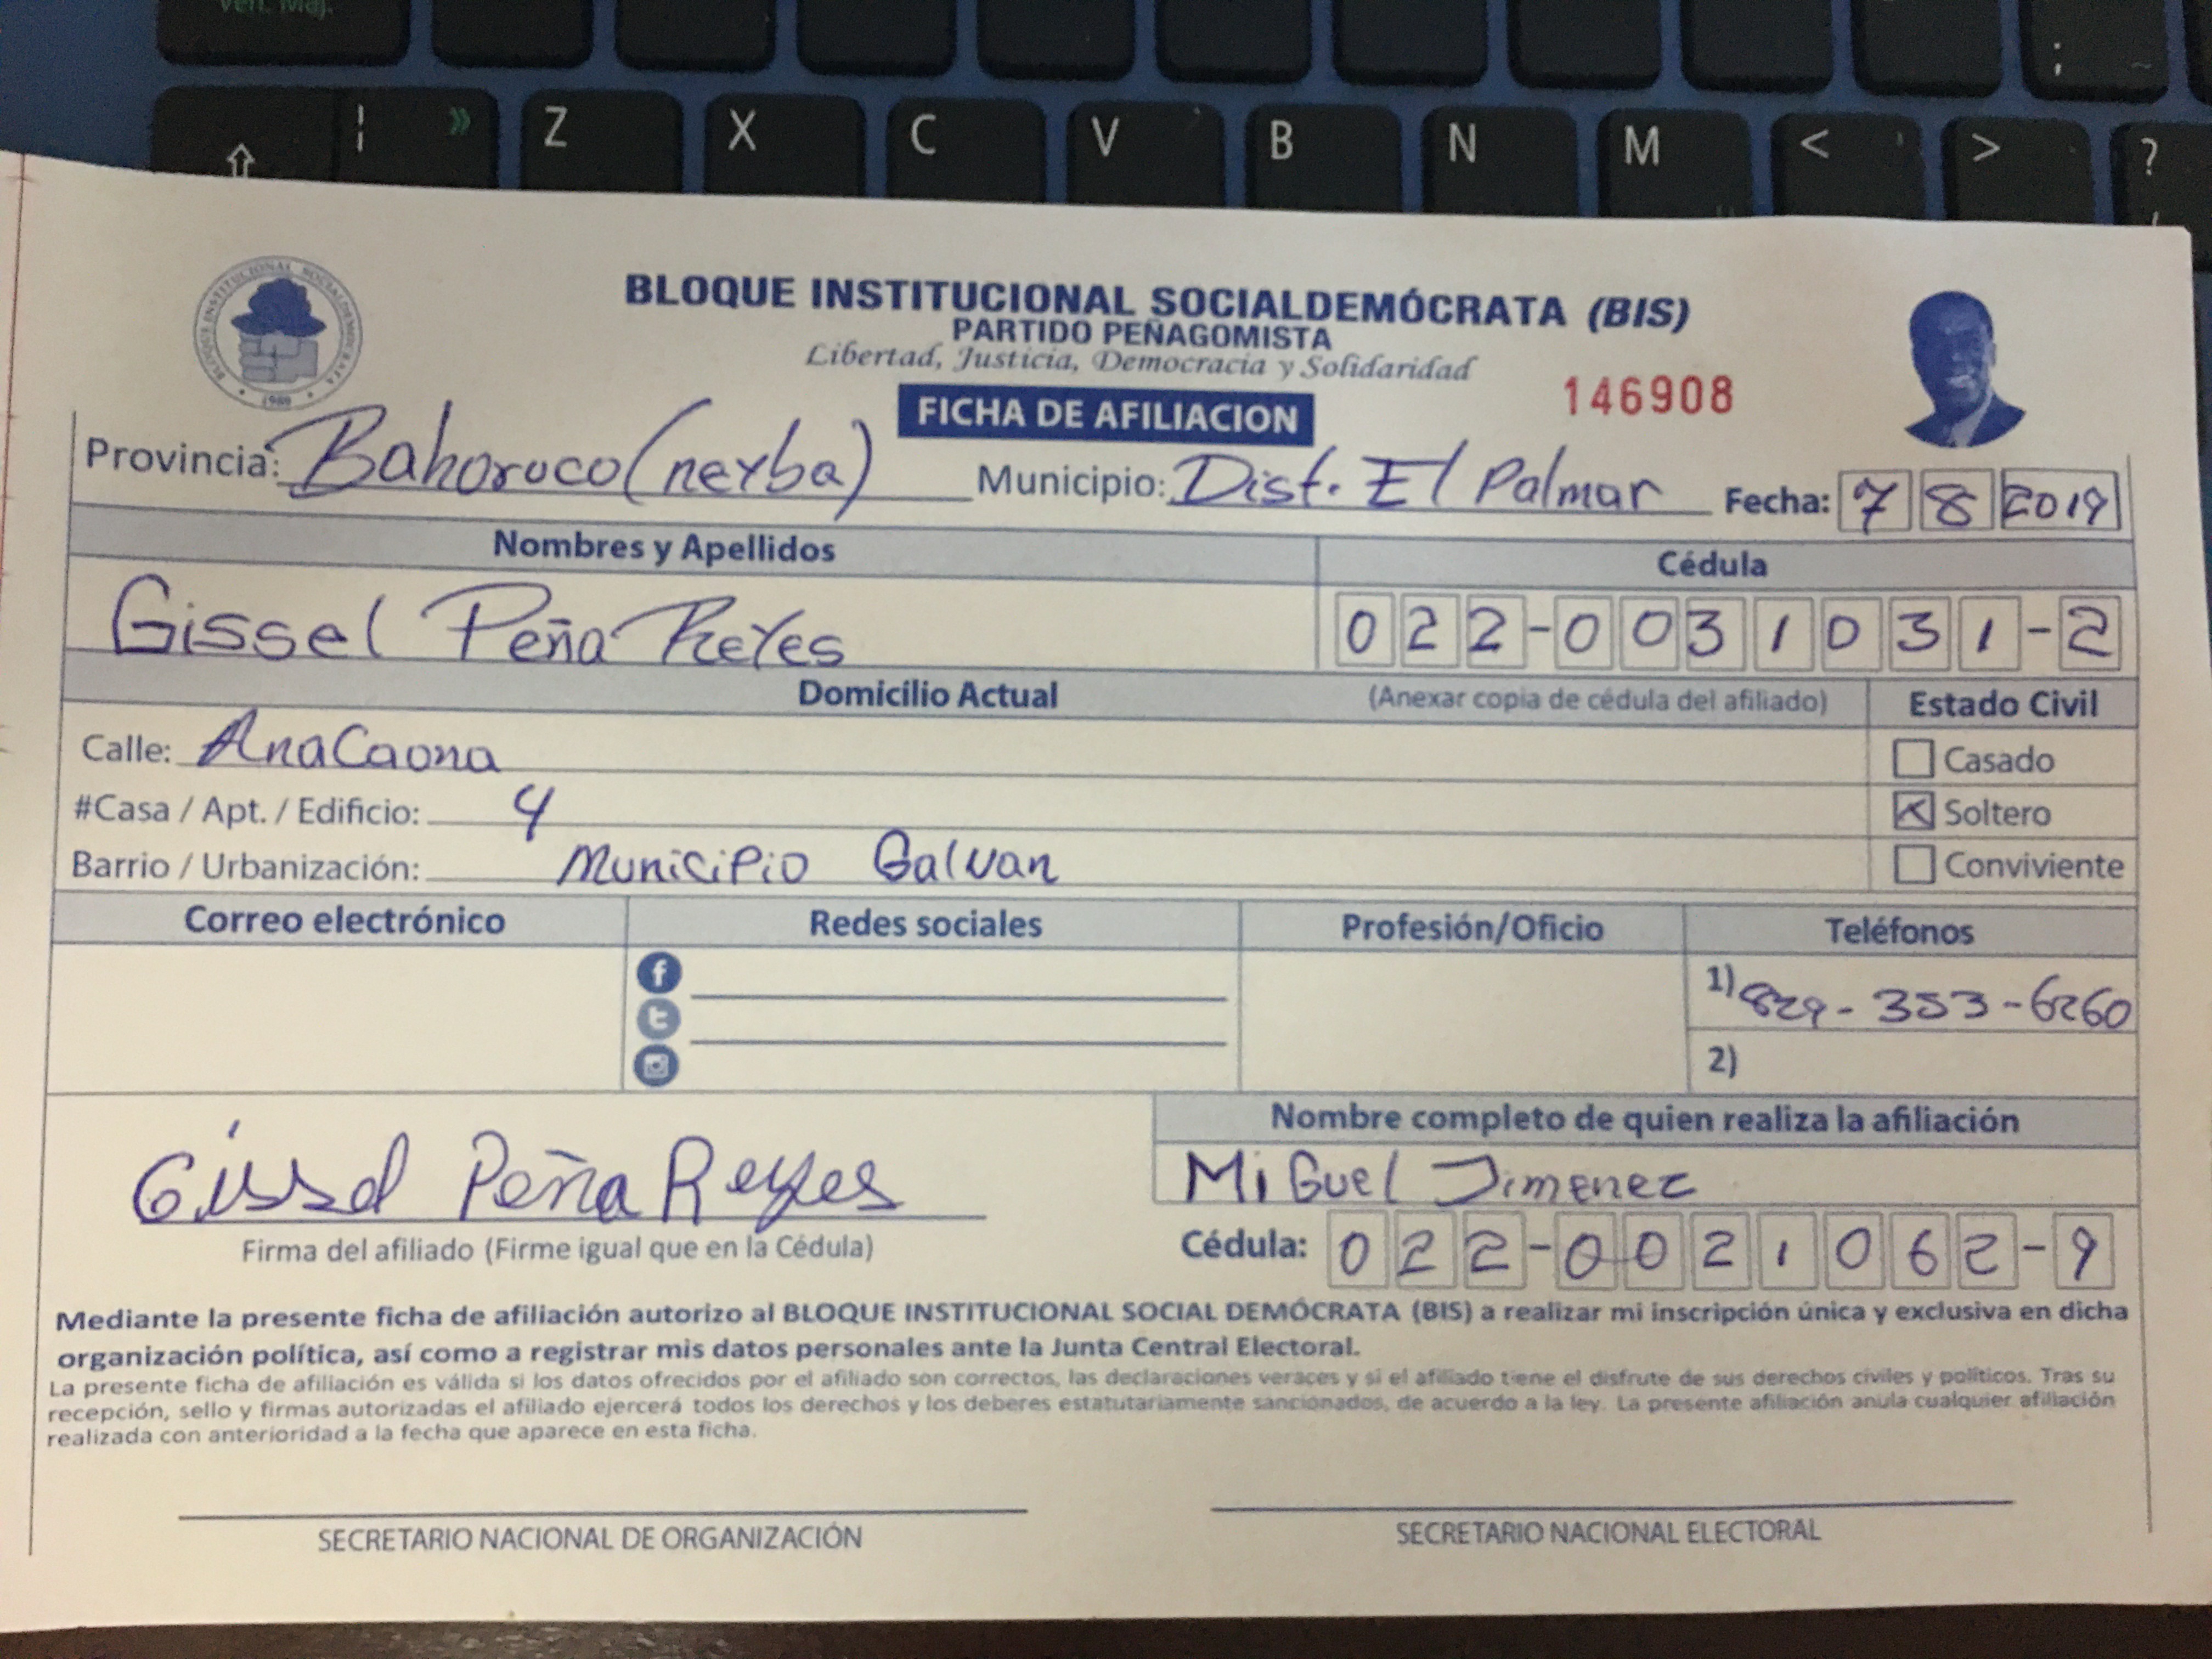 Ven. Maj.
; ~
⇧ ¦ » Z X C V B N M < > ?
BLOQUE INSTITUCIONAL SOCIALDEMÓCRATA (BIS)
PARTIDO PEÑAGOMISTA
Libertad, Justicia, Democracia y Solidaridad
BLOQUE INSTITUCIONAL SOCIALDEMOCRATA
1989
FICHA DE AFILIACION 146908
Provincia: Bahoruco (neyba) Municipio: Dist. El Palmar Fecha: 7 8 2019
Nombres y Apellidos Cédula
Gissel Peña Reyes 022-0031031-2
Domicilio Actual (Anexar copia de cédula del afiliado) Estado Civil
Calle: AnaCaona Casado
#Casa / Apt. / Edificio: 4 Soltero
Barrio / Urbanización: Municipio Galvan Conviviente
Correo electrónico Redes sociales Profesión/Oficio Teléfonos
1) 829-353-6260
2)
Nombre completo de quien realiza la afiliación
Gissel Peña Reyes MiGuel Jimenez
Firma del afiliado (Firme igual que en la Cédula) Cédula: 022-0021062-9
Mediante la presente ficha de afiliación autorizo al BLOQUE INSTITUCIONAL SOCIAL DEMÓCRATA (BIS) a realizar mi inscripción única y exclusiva en dicha
organización política, así como a registrar mis datos personales ante la Junta Central Electoral.
La presente ficha de afiliación es válida si los datos ofrecidos por el afiliado son correctos, las declaraciones veraces y si el afiliado tiene el disfrute de sus derechos civiles y políticos. Tras su
recepción, sello y firmas autorizadas el afiliado ejercerá todos los derechos y los deberes estatutariamente sancionados, de acuerdo a la ley. La presente afiliación anula cualquier afiliación
realizada con anterioridad a la fecha que aparece en esta ficha.
SECRETARIO NACIONAL DE ORGANIZACIÓN SECRETARIO NACIONAL ELECTORAL